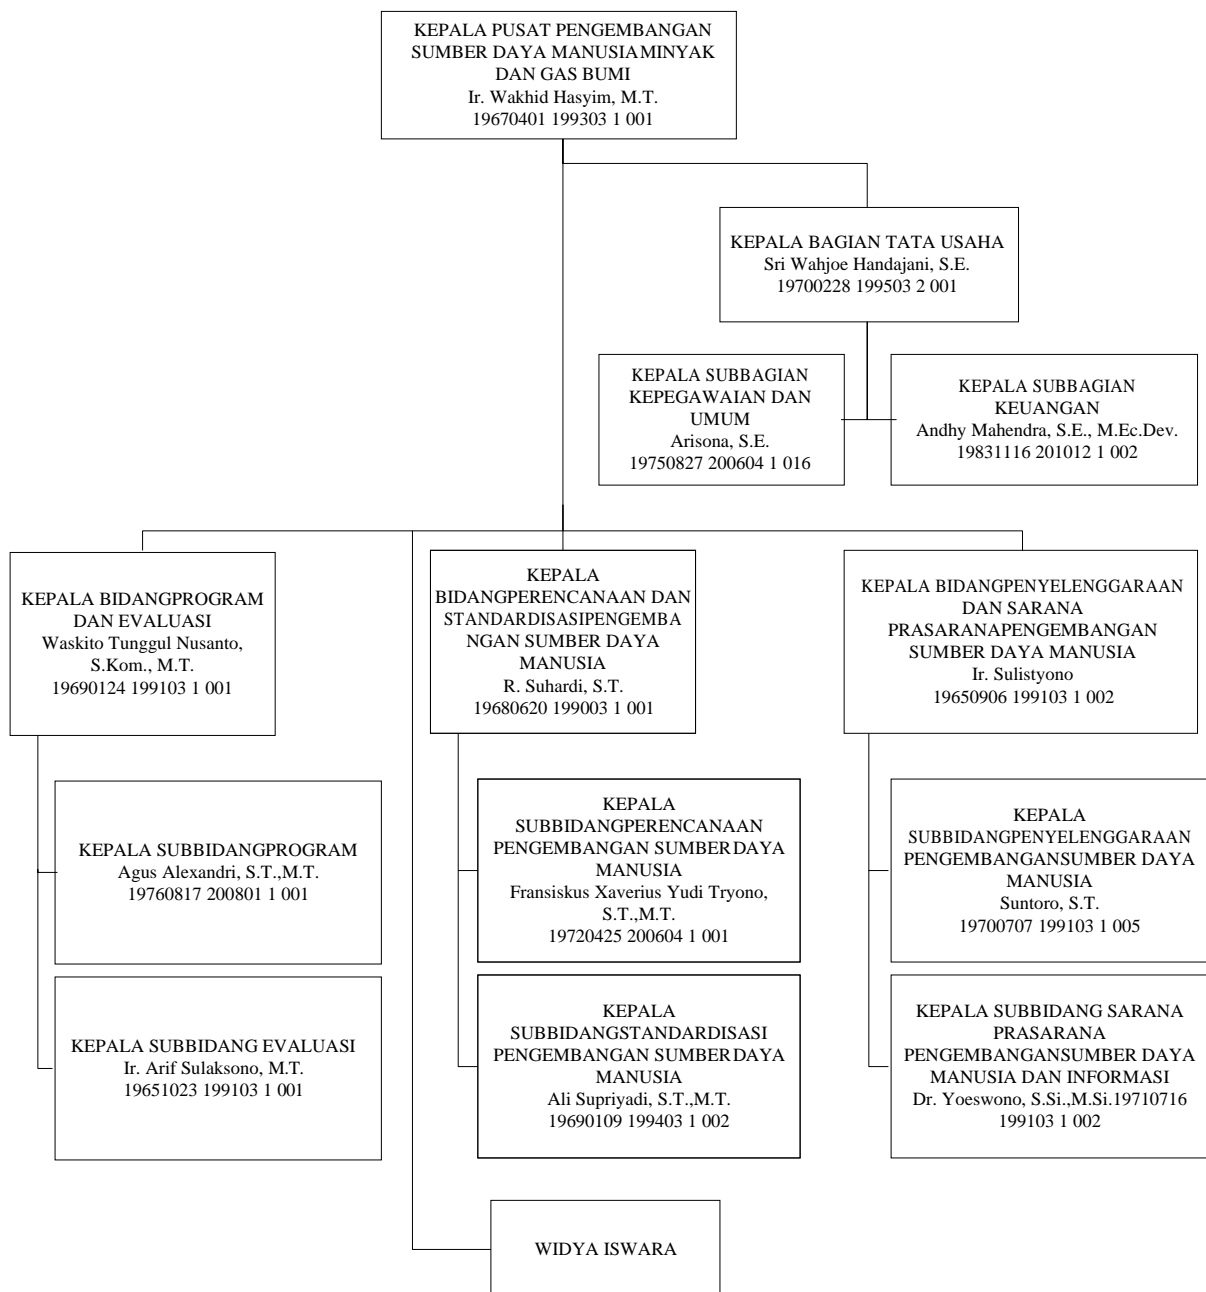 KEPALA PUSAT PENGEMBANGAN
SUMBER DAYA MANUSIAMINYAK
DAN GAS BUMI
Ir. Wakhid Hasyim, M.T.
19670401 199303 1 001
KEPALA BAGIAN TATA USAHA
Sri Wahjoe Handajani, S.E.
19700228 199503 2 001
KEPALA SUBBAGIAN
KEPEGAWAIAN DAN
UMUM
Arisona, S.E.
19750827 200604 1 016
KEPALA SUBBAGIAN
KEUANGAN
Andhy Mahendra, S.E., M.Ec.Dev.
19831116 201012 1 002
KEPALA BIDANGPROGRAM
DAN EVALUASI
Waskito Tunggul Nusanto,
S.Kom., M.T.
19690124 199103 1 001
KEPALA
BIDANGPERENCANAAN DAN
STANDARDISASIPENGEMBA
NGAN SUMBER DAYA
MANUSIA
R. Suhardi, S.T.
19680620 199003 1 001
KEPALA BIDANGPENYELENGGARAAN
DAN SARANA
PRASARANAPENGEMBANGAN
SUMBER DAYA MANUSIA
Ir. Sulistyono
19650906 199103 1 002
KEPALA SUBBIDANGPROGRAM
Agus Alexandri, S.T.,M.T.
19760817 200801 1 001
KEPALA
SUBBIDANGPERENCANAAN
PENGEMBANGAN SUMBER DAYA
MANUSIA
Fransiskus Xaverius Yudi Tryono,
S.T.,M.T.
19720425 200604 1 001
KEPALA
SUBBIDANGPENYELENGGARAAN
PENGEMBANGANSUMBER DAYA
MANUSIA
Suntoro, S.T.
19700707 199103 1 005
KEPALA SUBBIDANG EVALUASI
Ir. Arif Sulaksono, M.T.
19651023 199103 1 001
KEPALA
SUBBIDANGSTANDARDISASI
PENGEMBANGAN SUMBER DAYA
MANUSIA
Ali Supriyadi, S.T.,M.T.
19690109 199403 1 002
KEPALA SUBBIDANG SARANA
PRASARANA
PENGEMBANGANSUMBER DAYA
MANUSIA DAN INFORMASI
Dr. Yoeswono, S.Si.,M.Si.19710716
199103 1 002
WIDYA ISWARA